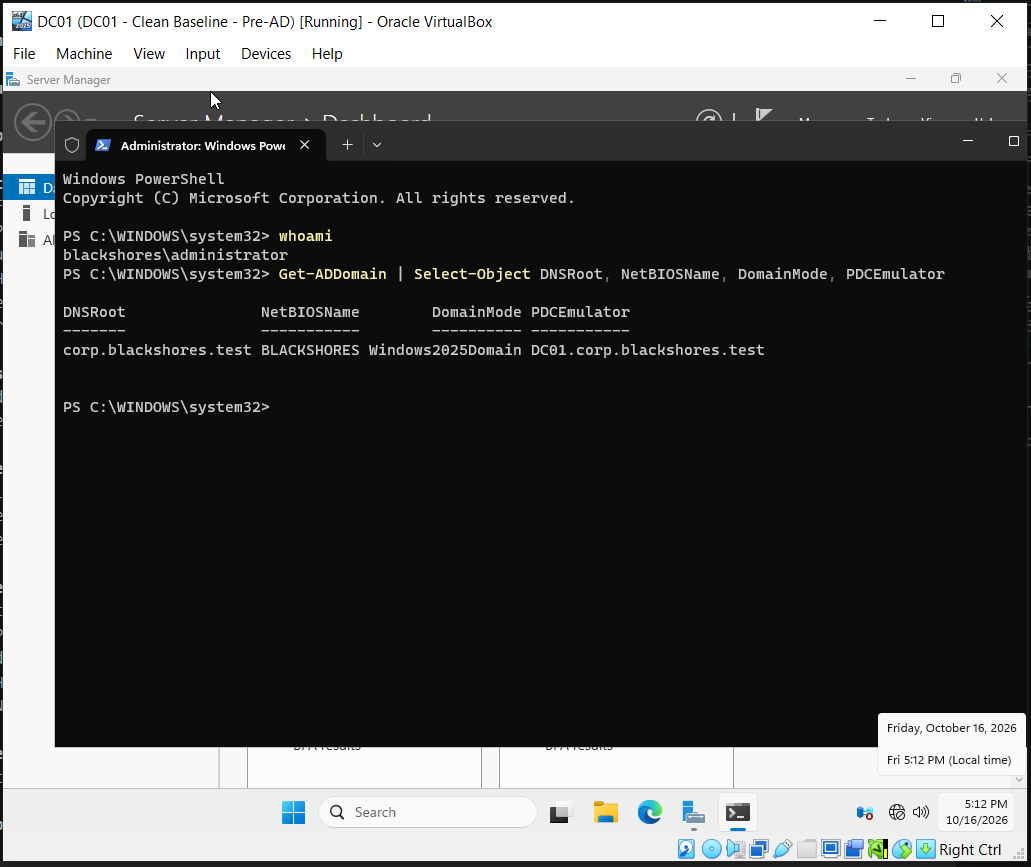 DC01 (DC01 - Clean Baseline - Pre-AD) [Running] - Oracle VirtualBox
File Machine View Input Devices Help
Server Manager
Administrator: Windows Powe
Windows PowerShell
Copyright (C) Microsoft Corporation. All rights reserved.
PS C:\WINDOWS\system32> whoami
blackshores\administrator
PS C:\WINDOWS\system32> Get-ADDomain | Select-Object DNSRoot, NetBIOSName, DomainMode, PDCEmulator
DNSRoot NetBIOSName DomainMode PDCEmulator
------- ----------- ---------- -----------
corp.blackshores.test BLACKSHORES Windows2025Domain DC01.corp.blackshores.test
PS C:\WINDOWS\system32>
Friday, October 16, 2026
Fri 5:12 PM (Local time)
Search
5:12 PM
10/16/2026
Right Ctrl